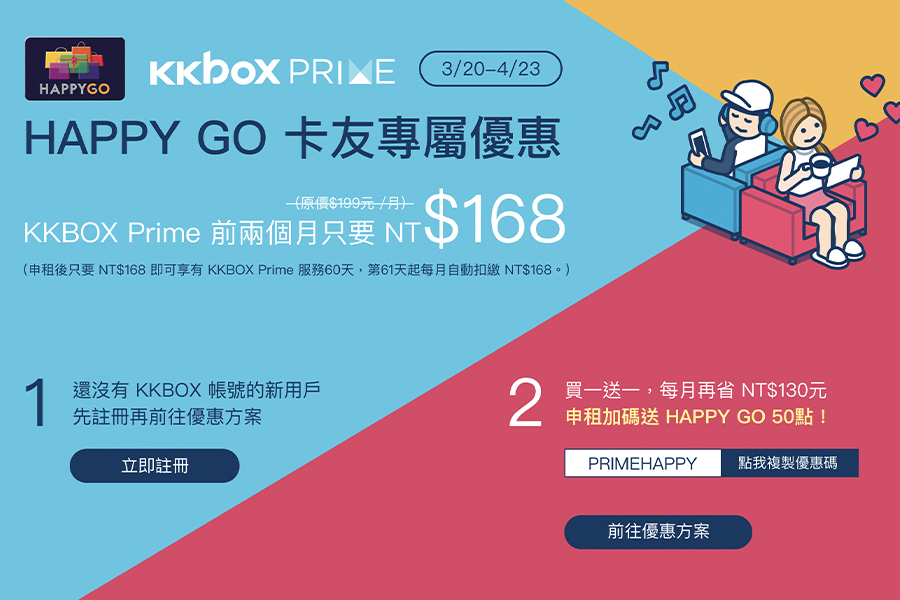 HAPPYGO
KKBOX PRIME
3/20–4/23
HAPPY GO 卡友專屬優惠
（原價$199元 /月）
KKBOX Prime 前兩個月只要 NT$168
（申租後只要 NT$168 即可享有 KKBOX Prime 服務60天，第61天起每月自動扣繳 NT$168。）
1
還沒有 KKBOX 帳號的新用戶
先註冊再前往優惠方案
立即註冊
2
買一送一，每月再省 NT$130元
申租加碼送 HAPPY GO 50點！
PRIMEHAPPY 點我複製優惠碼
前往優惠方案